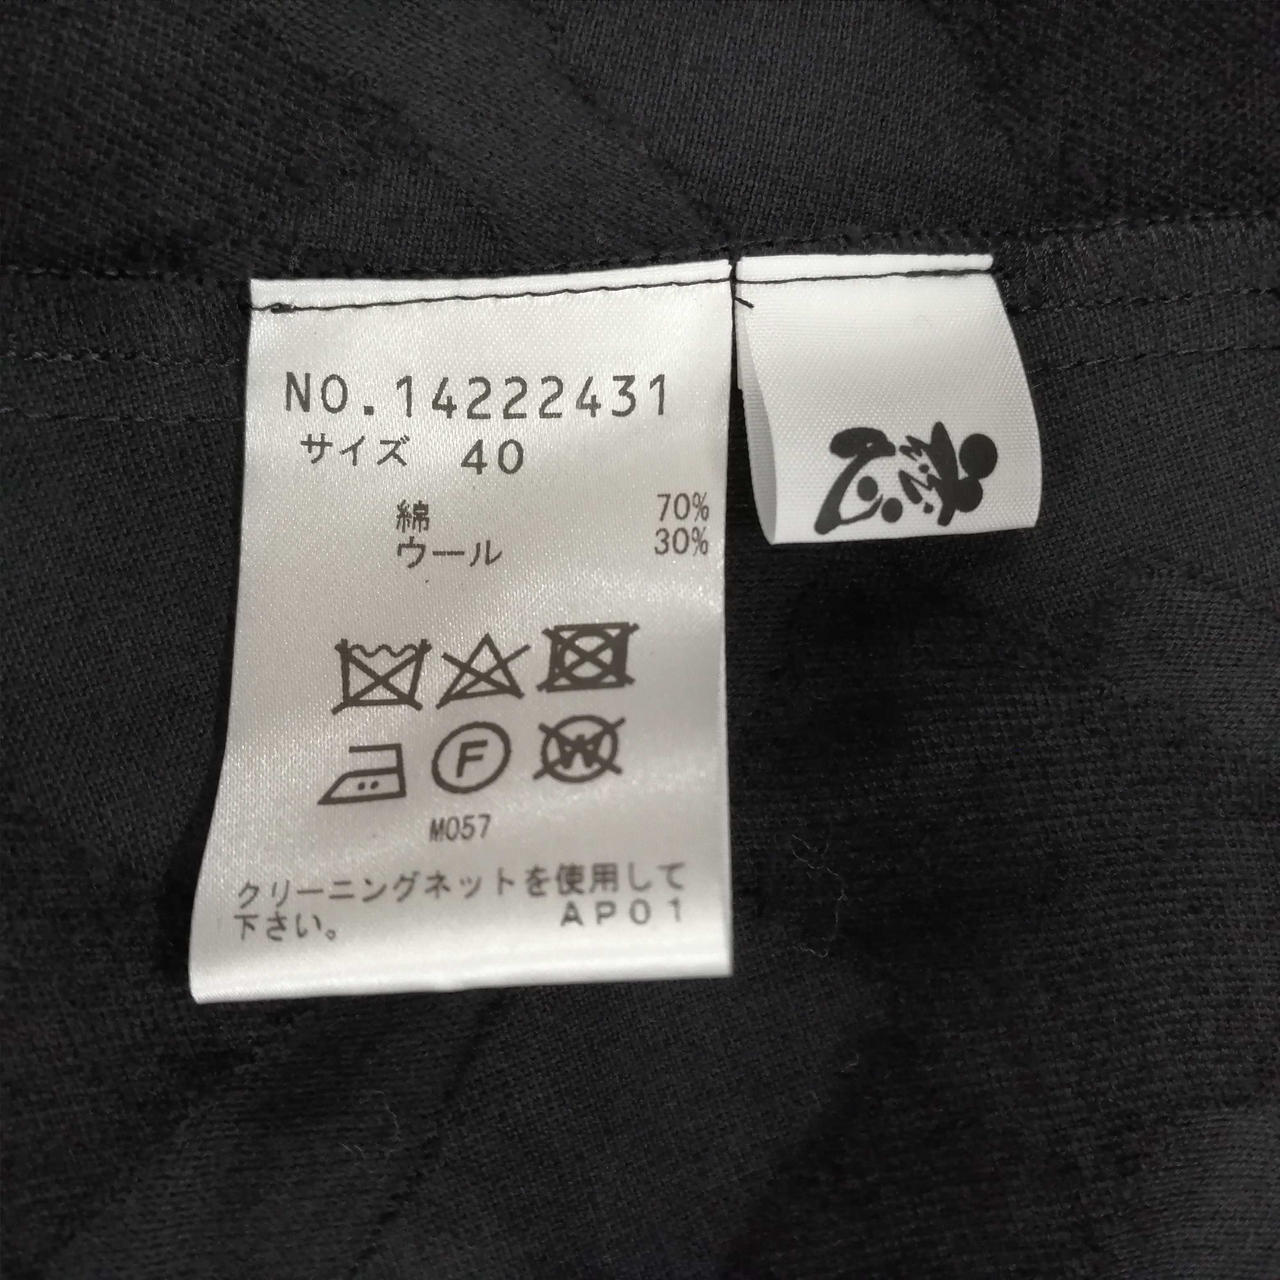 NO.14222431
サイズ 40
綿 70%
ウール 30%
F
W
M057
クリーニングネットを使用して
下さい。 AP01